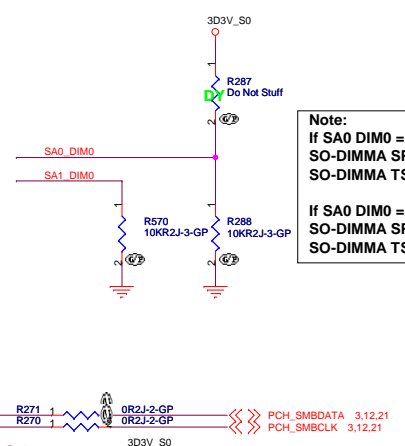 3D3V_S0
1
R287
DY Do Not Stuff
2 G/P
SA0_DIM0
SA1_DIM0
1
R570
10KR2J-3-GP
2 G/P
1
R288
10KR2J-3-GP
2 G/P
Note:
If SA0 DIM0 =
SO-DIMMA SP
SO-DIMMA TS
If SA0 DIM0 =
SO-DIMMA SP
SO-DIMMA TS
R271 1 0R2J-2-GP PCH_SMBDATA 3,12,21
R270 1 0R2J-2-GP PCH_SMBCLK 3,12,21
3D3V_S0